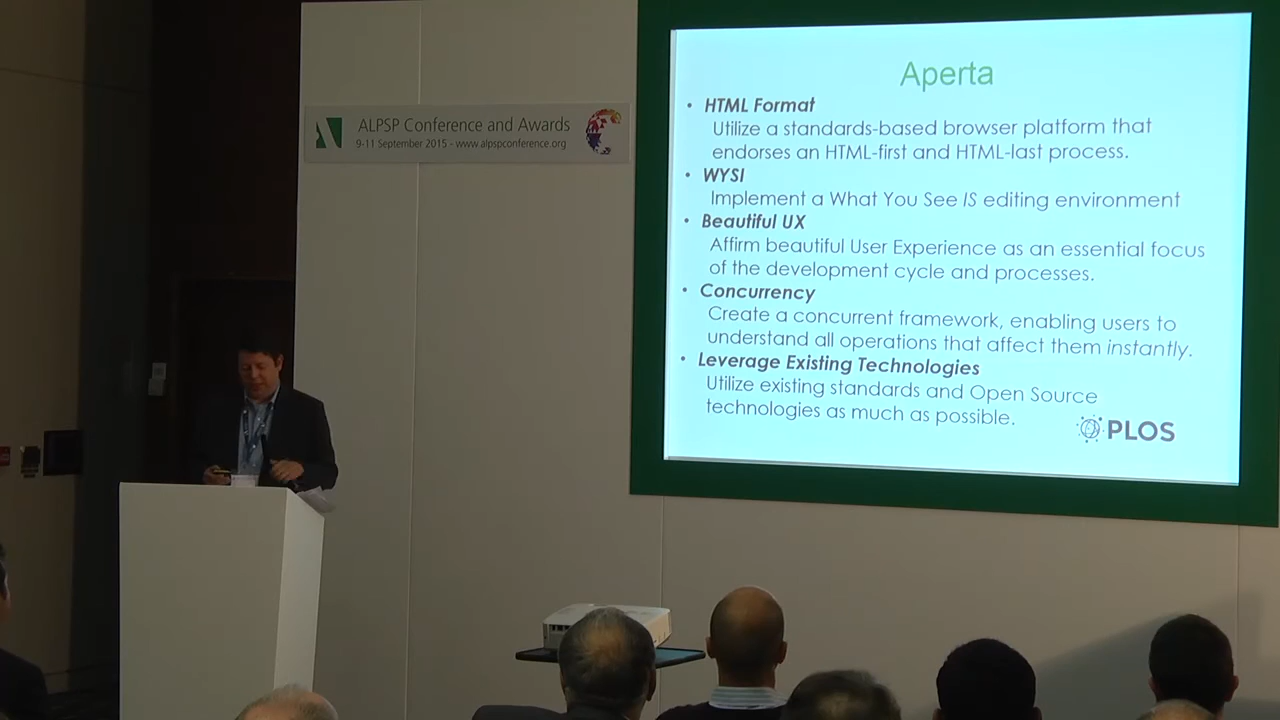 ALPSP Conference and Awards
9-11 September 2015 - www.alpspconference.org
Aperta
• HTML Format
Utilize a standards-based browser platform that
endorses an HTML-first and HTML-last process.
• WYSI
Implement a What You See IS editing environment
• Beautiful UX
Affirm beautiful User Experience as an essential focus
of the development cycle and processes.
• Concurrency
Create a concurrent framework, enabling users to
understand all operations that affect them instantly.
• Leverage Existing Technologies
Utilize existing standards and Open Source
technologies as much as possible.
PLOS